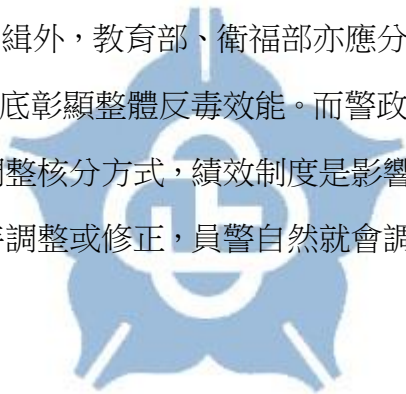 緝外，教育部、衛福部亦應分
底彰顯整體反毒效能。而警政
調整核分方式，績效制度是影響
調整或修正，員警自然就會調